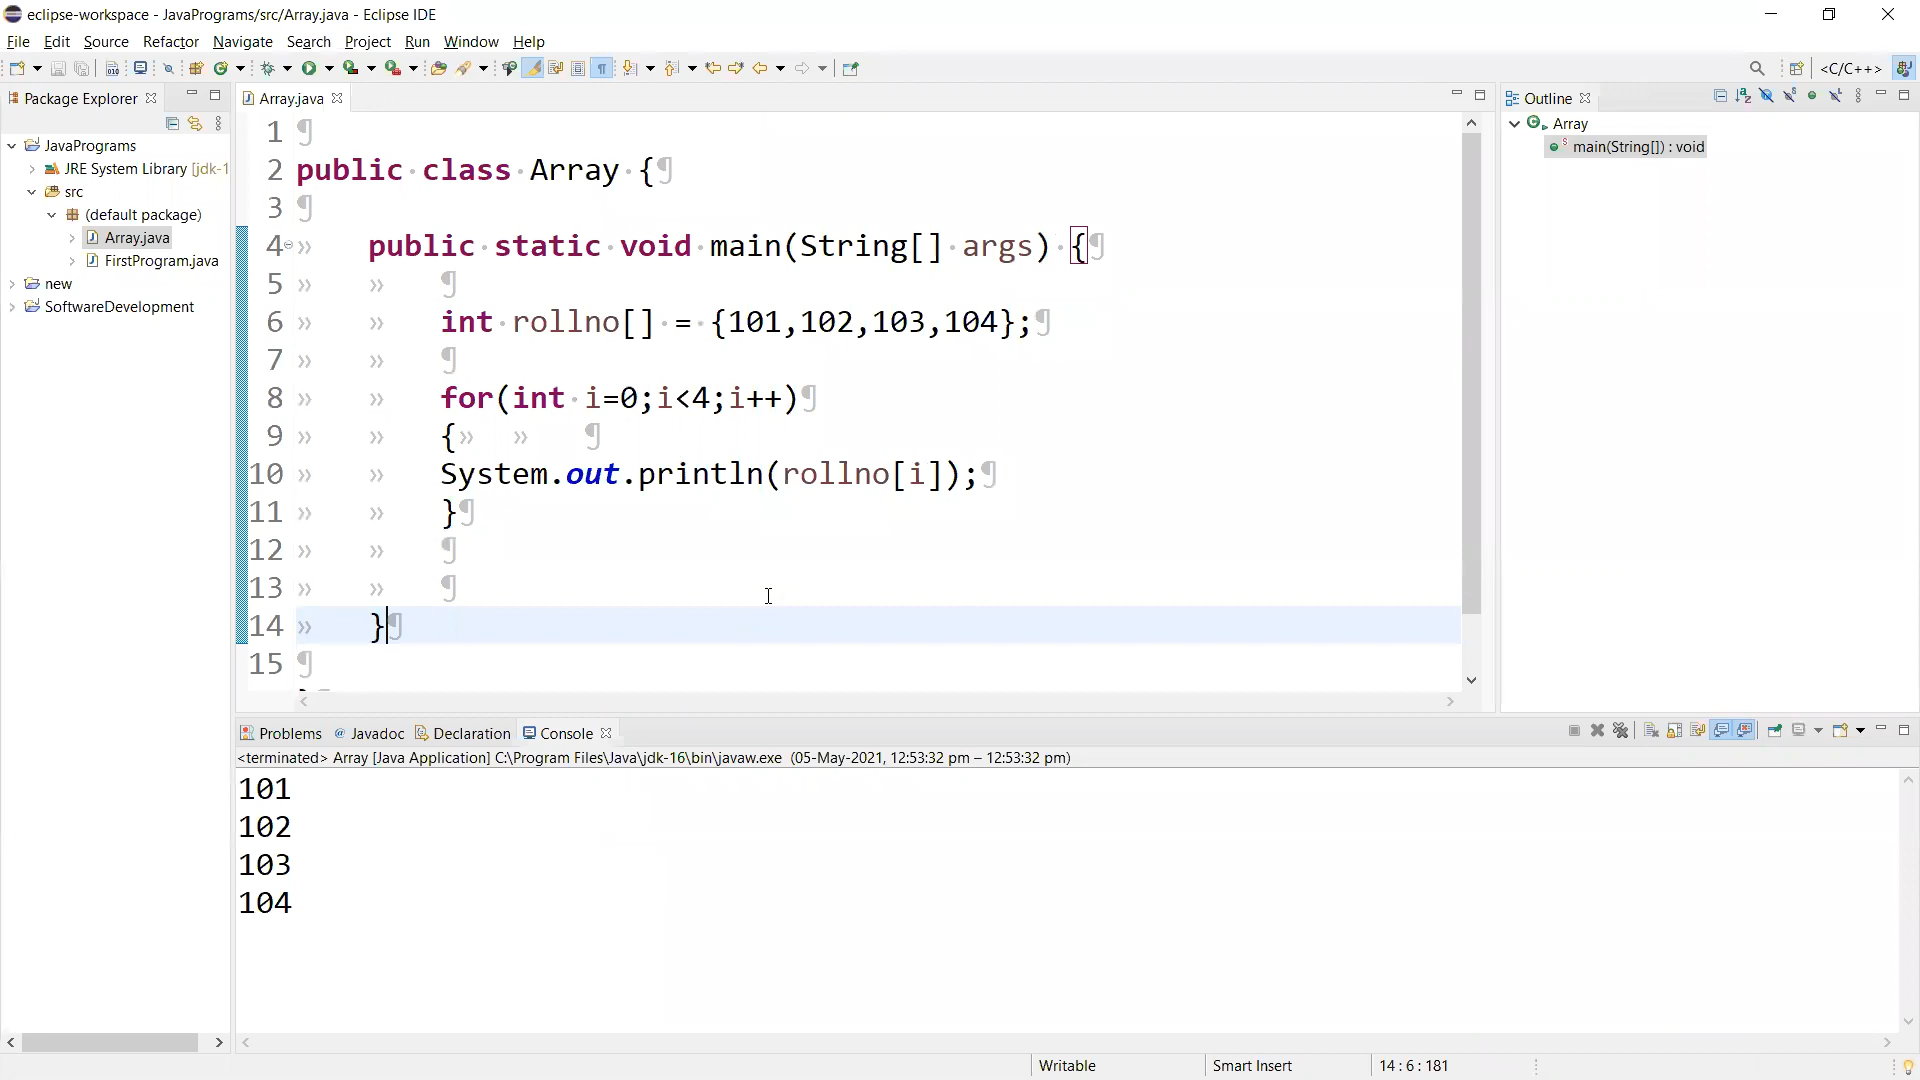 eclipse-workspace - JavaPrograms/src/Array.java - Eclipse IDE
File Edit Source Refactor Navigate Search Project Run Window Help
<C/C++>
Package Explorer
Array.java
Outline
JavaPrograms
JRE System Library [jdk-1
src
(default package)
Array.java
FirstProgram.java
new
SoftwareDevelopment
1
2 public class Array {
3
4 public static void main(String[] args) {
5
6 int rollno[] = {101,102,103,104};
7
8 for(int i=0;i<4;i++)
9 {
10 System.out.println(rollno[i]);
11 }
12
13
14 }
15
Array
main(String[]) : void
Problems @ Javadoc Declaration Console
<terminated> Array [Java Application] C:\Program Files\Java\jdk-16\bin\javaw.exe (05-May-2021, 12:53:32 pm – 12:53:32 pm)
101
102
103
104
Writable Smart Insert 14 : 6 : 181